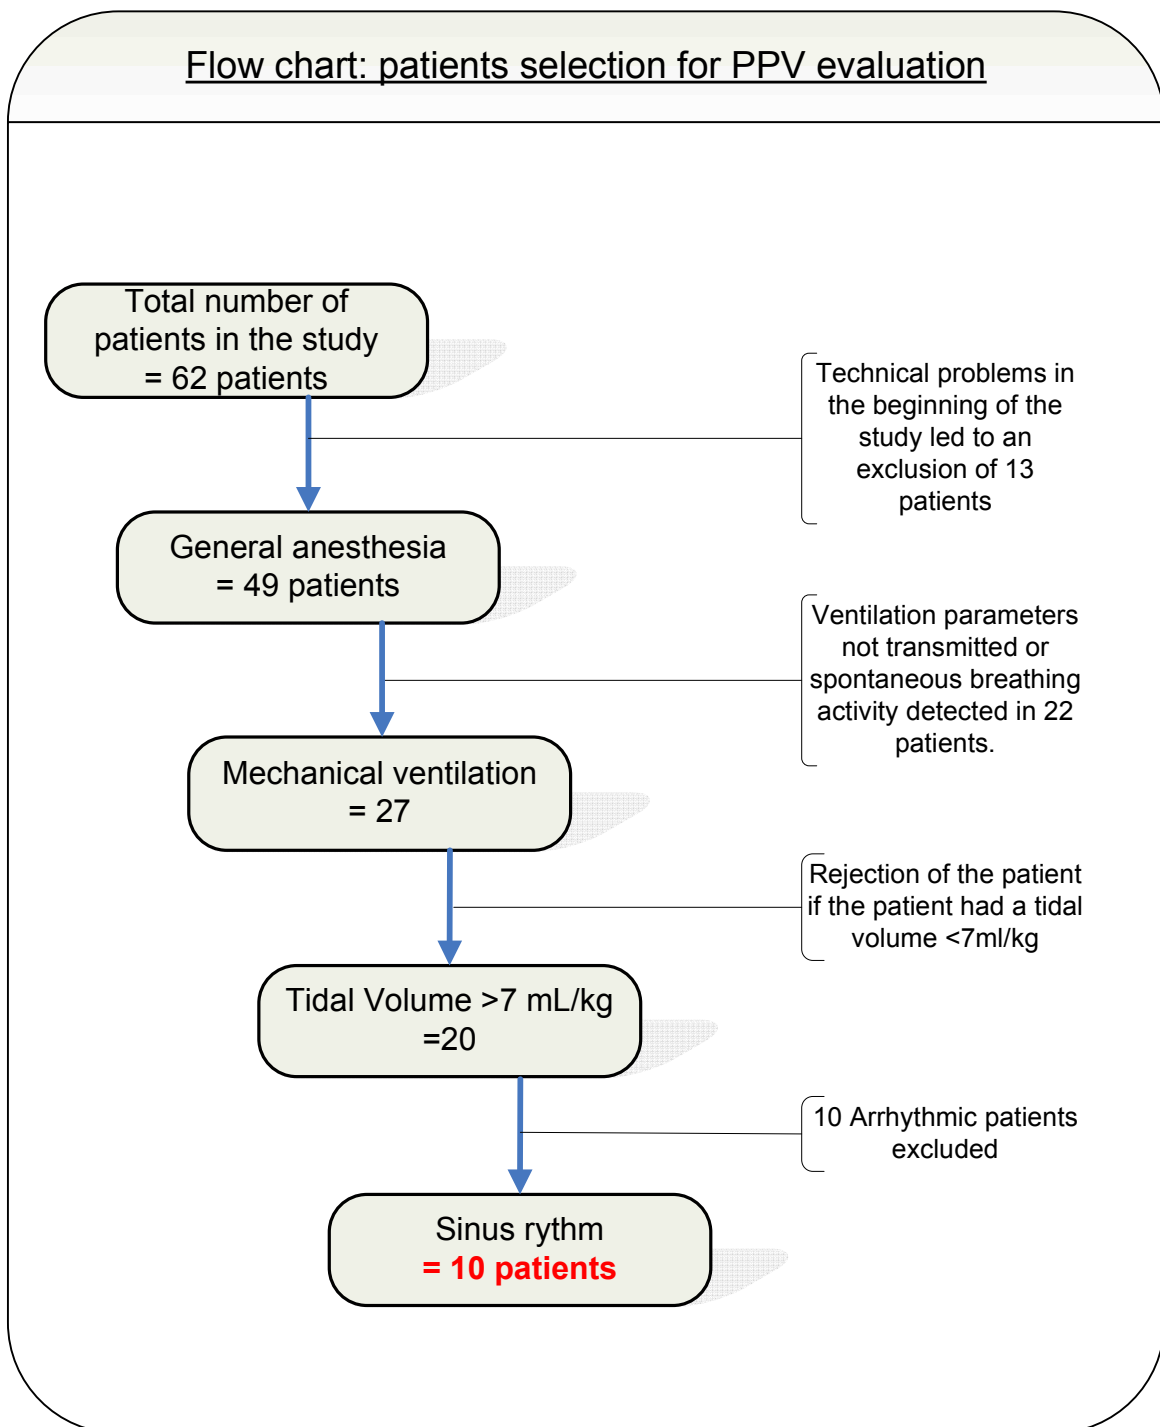 Flow chart: patients selection for PPV evaluation
Total number of
patients in the study
= 62 patients
Technical problems in
the beginning of the
study led to an
exclusion of 13
patients
General anesthesia
= 49 patients
Ventilation parameters
not transmitted or
spontaneous breathing
activity detected in 22
patients.
Mechanical ventilation
= 27
Rejection of the patient
if the patient had a tidal
volume <7ml/kg
Tidal Volume >7 mL/kg
=20
10 Arrhythmic patients
excluded
Sinus rythm
= 10 patients